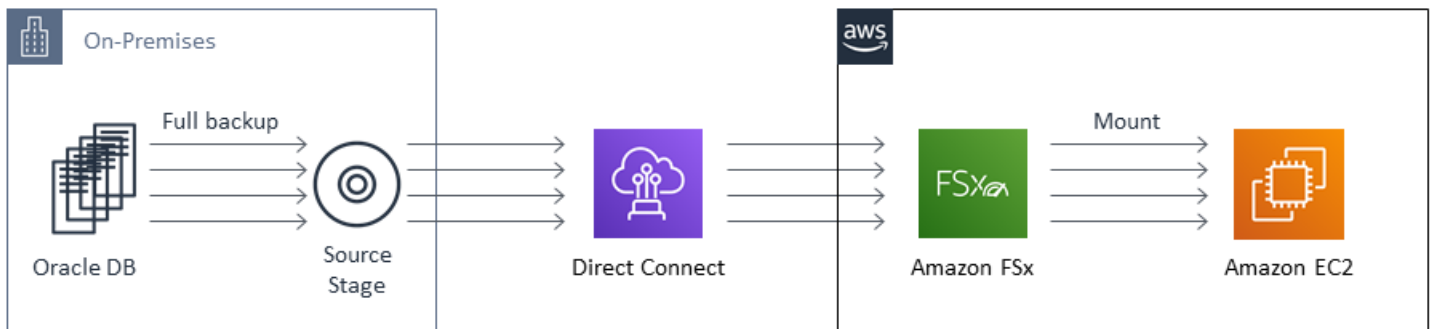 On-Premises
aws
Full backup
Mount
FSx
Oracle DB
Source
Stage
Direct Connect
Amazon FSx
Amazon EC2